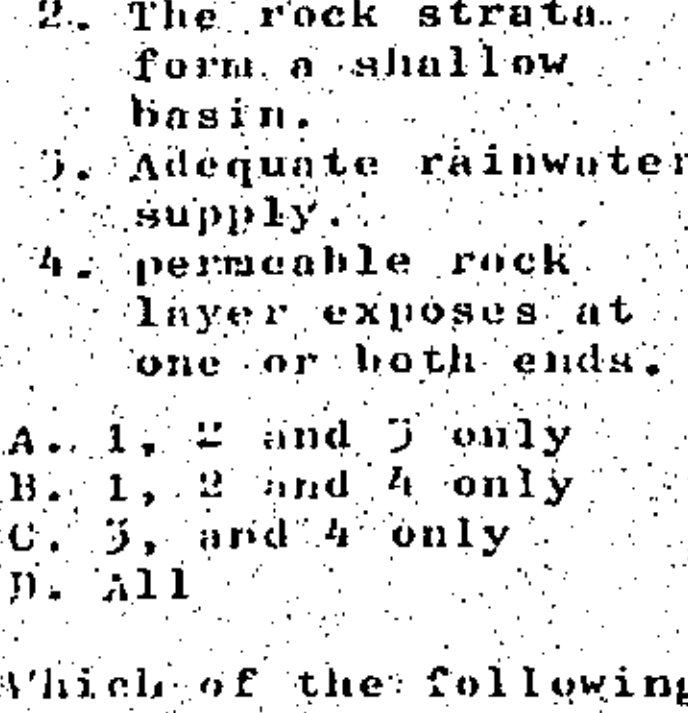 2. The rock strata
form a shallow
basin.
3. Adequate rainwater
supply.
4. permeable rock
layer exposes at
one or both ends.
A. 1, 2 and 3 only
B. 1, 2 and 4 only
C. 3, and 4 only
D. All
Which of the following